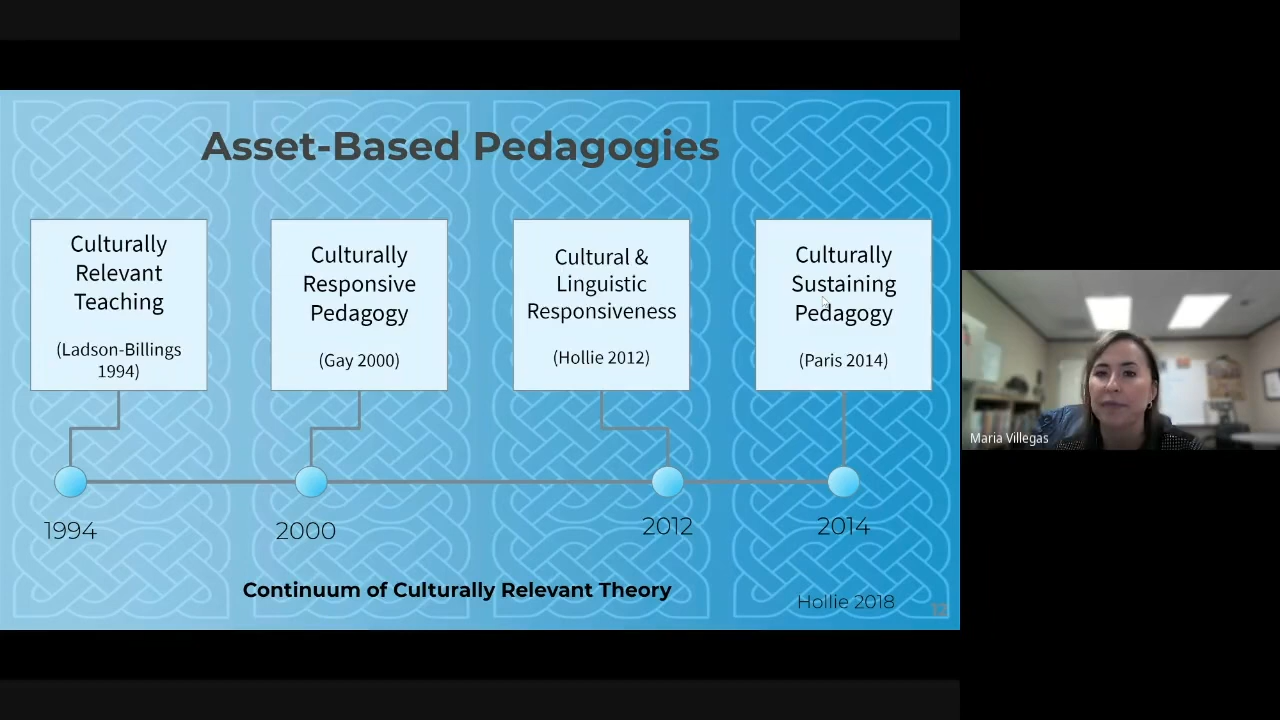 Asset-Based Pedagogies
Culturally
Relevant
Teaching
(Ladson-Billings
1994)
Culturally
Responsive
Pedagogy
(Gay 2000)
Cultural &
Linguistic
Responsiveness
(Hollie 2012)
Culturally
Sustaining
Pedagogy
(Paris 2014)
1994
2000
2012
2014
Continuum of Culturally Relevant Theory
Hollie 2018
Maria Villegas